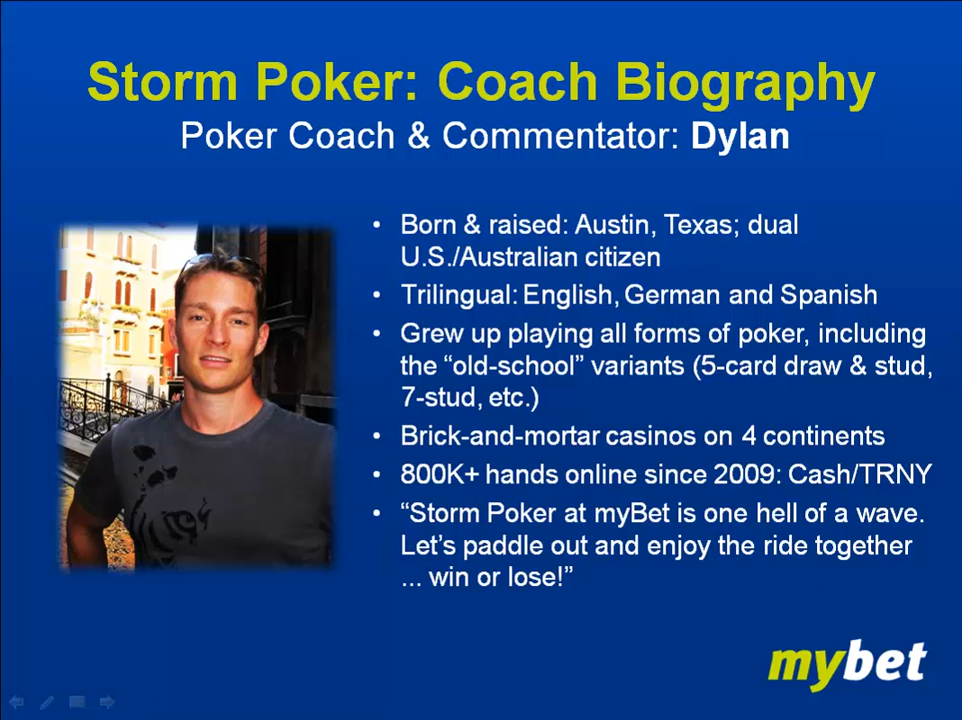 Storm Poker: Coach Biography
Poker Coach & Commentator: Dylan
• Born & raised: Austin, Texas; dual
U.S./Australian citizen
• Trilingual: English, German and Spanish
• Grew up playing all forms of poker, including
the “old-school” variants (5-card draw & stud,
7-stud, etc.)
• Brick-and-mortar casinos on 4 continents
• 800K+ hands online since 2009: Cash/TRNY
• “Storm Poker at myBet is one hell of a wave.
Let’s paddle out and enjoy the ride together
... win or lose!”
mybet